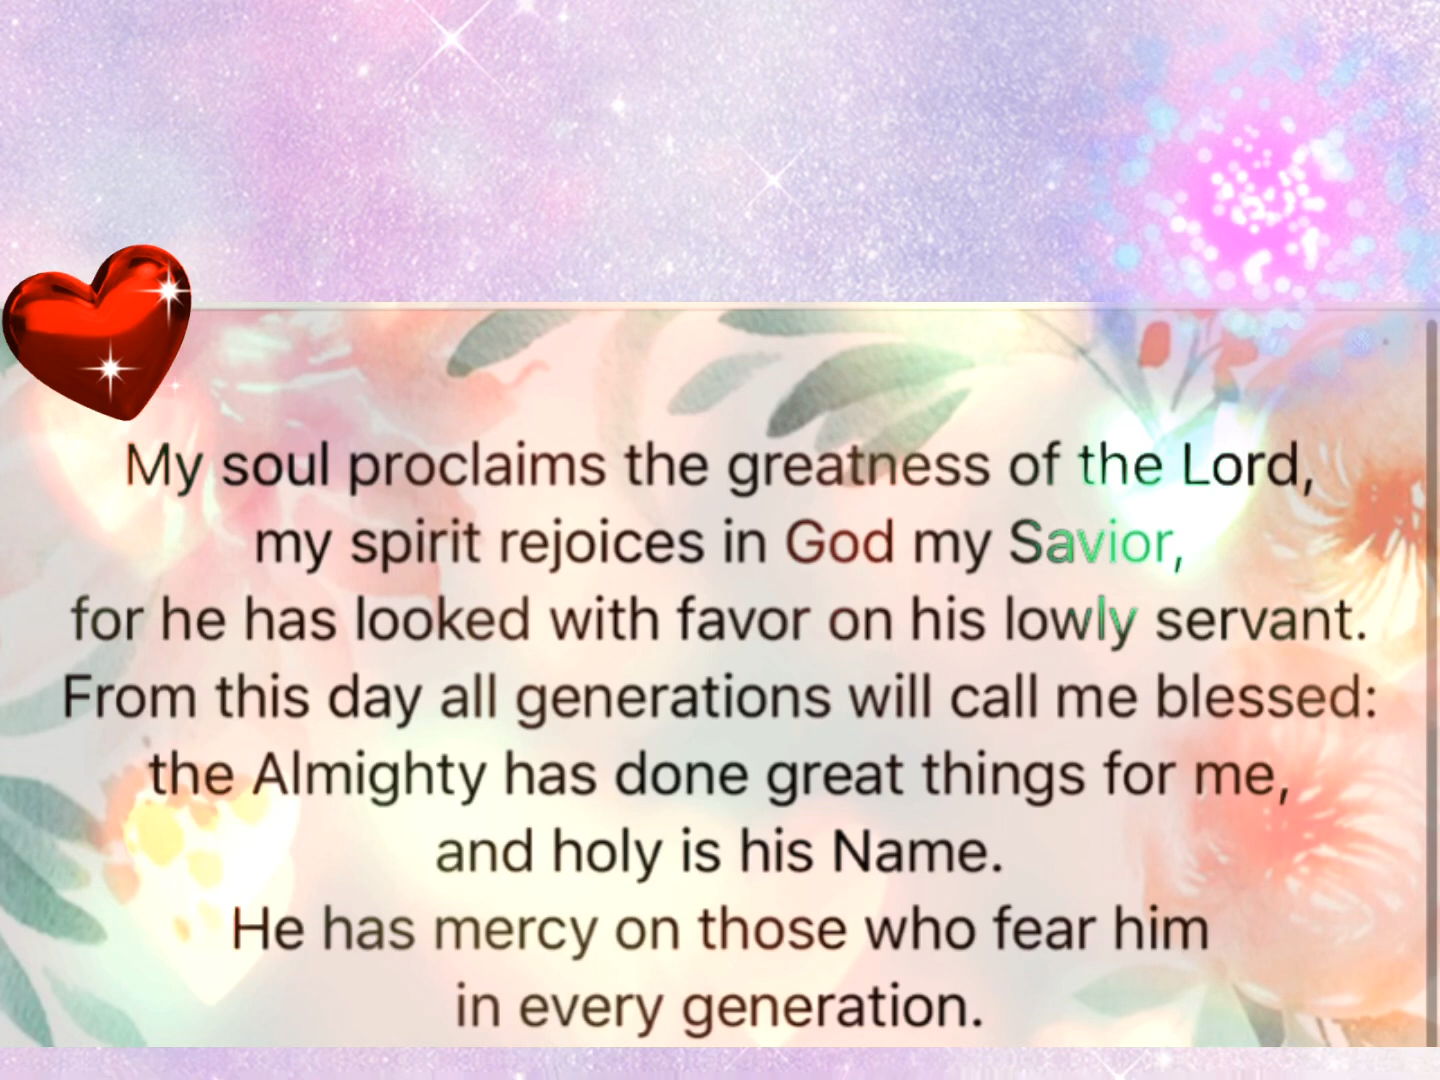 My soul proclaims the greatness of the Lord,
my spirit rejoices in God my Savior,
for he has looked with favor on his lowly servant.
From this day all generations will call me blessed:
the Almighty has done great things for me,
and holy is his Name.
He has mercy on those who fear him
in every generation.